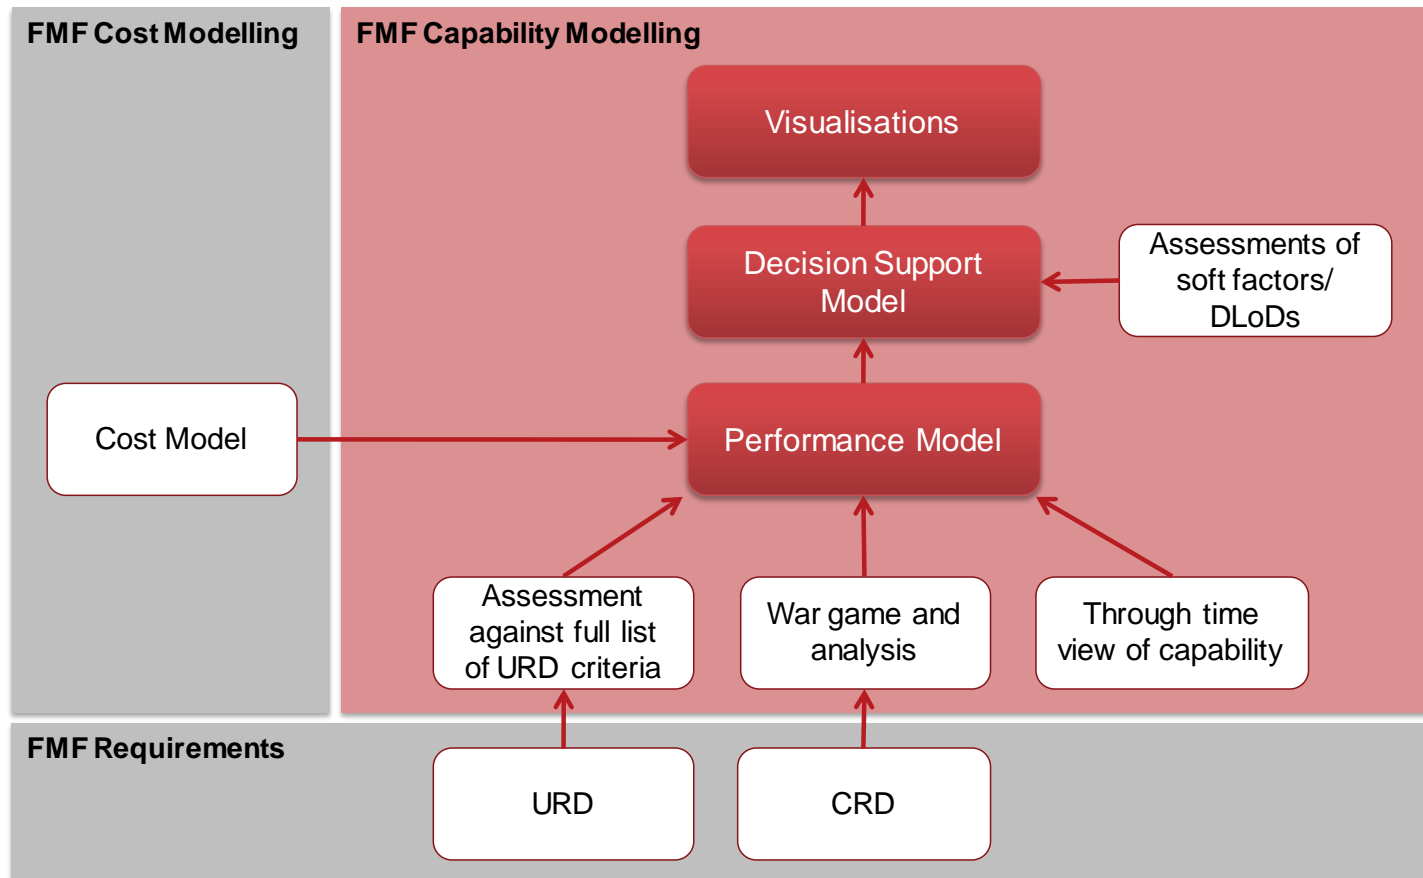 FMF Cost Modelling
FMF Capability Modelling
Visualisations
Decision Support
Model
Assessments of
soft factors/
DLoDs
Cost Model
Performance Model
Assessment
against full list
of URD criteria
War game and
analysis
Through time
view of capability
FMF Requirements
URD
CRD